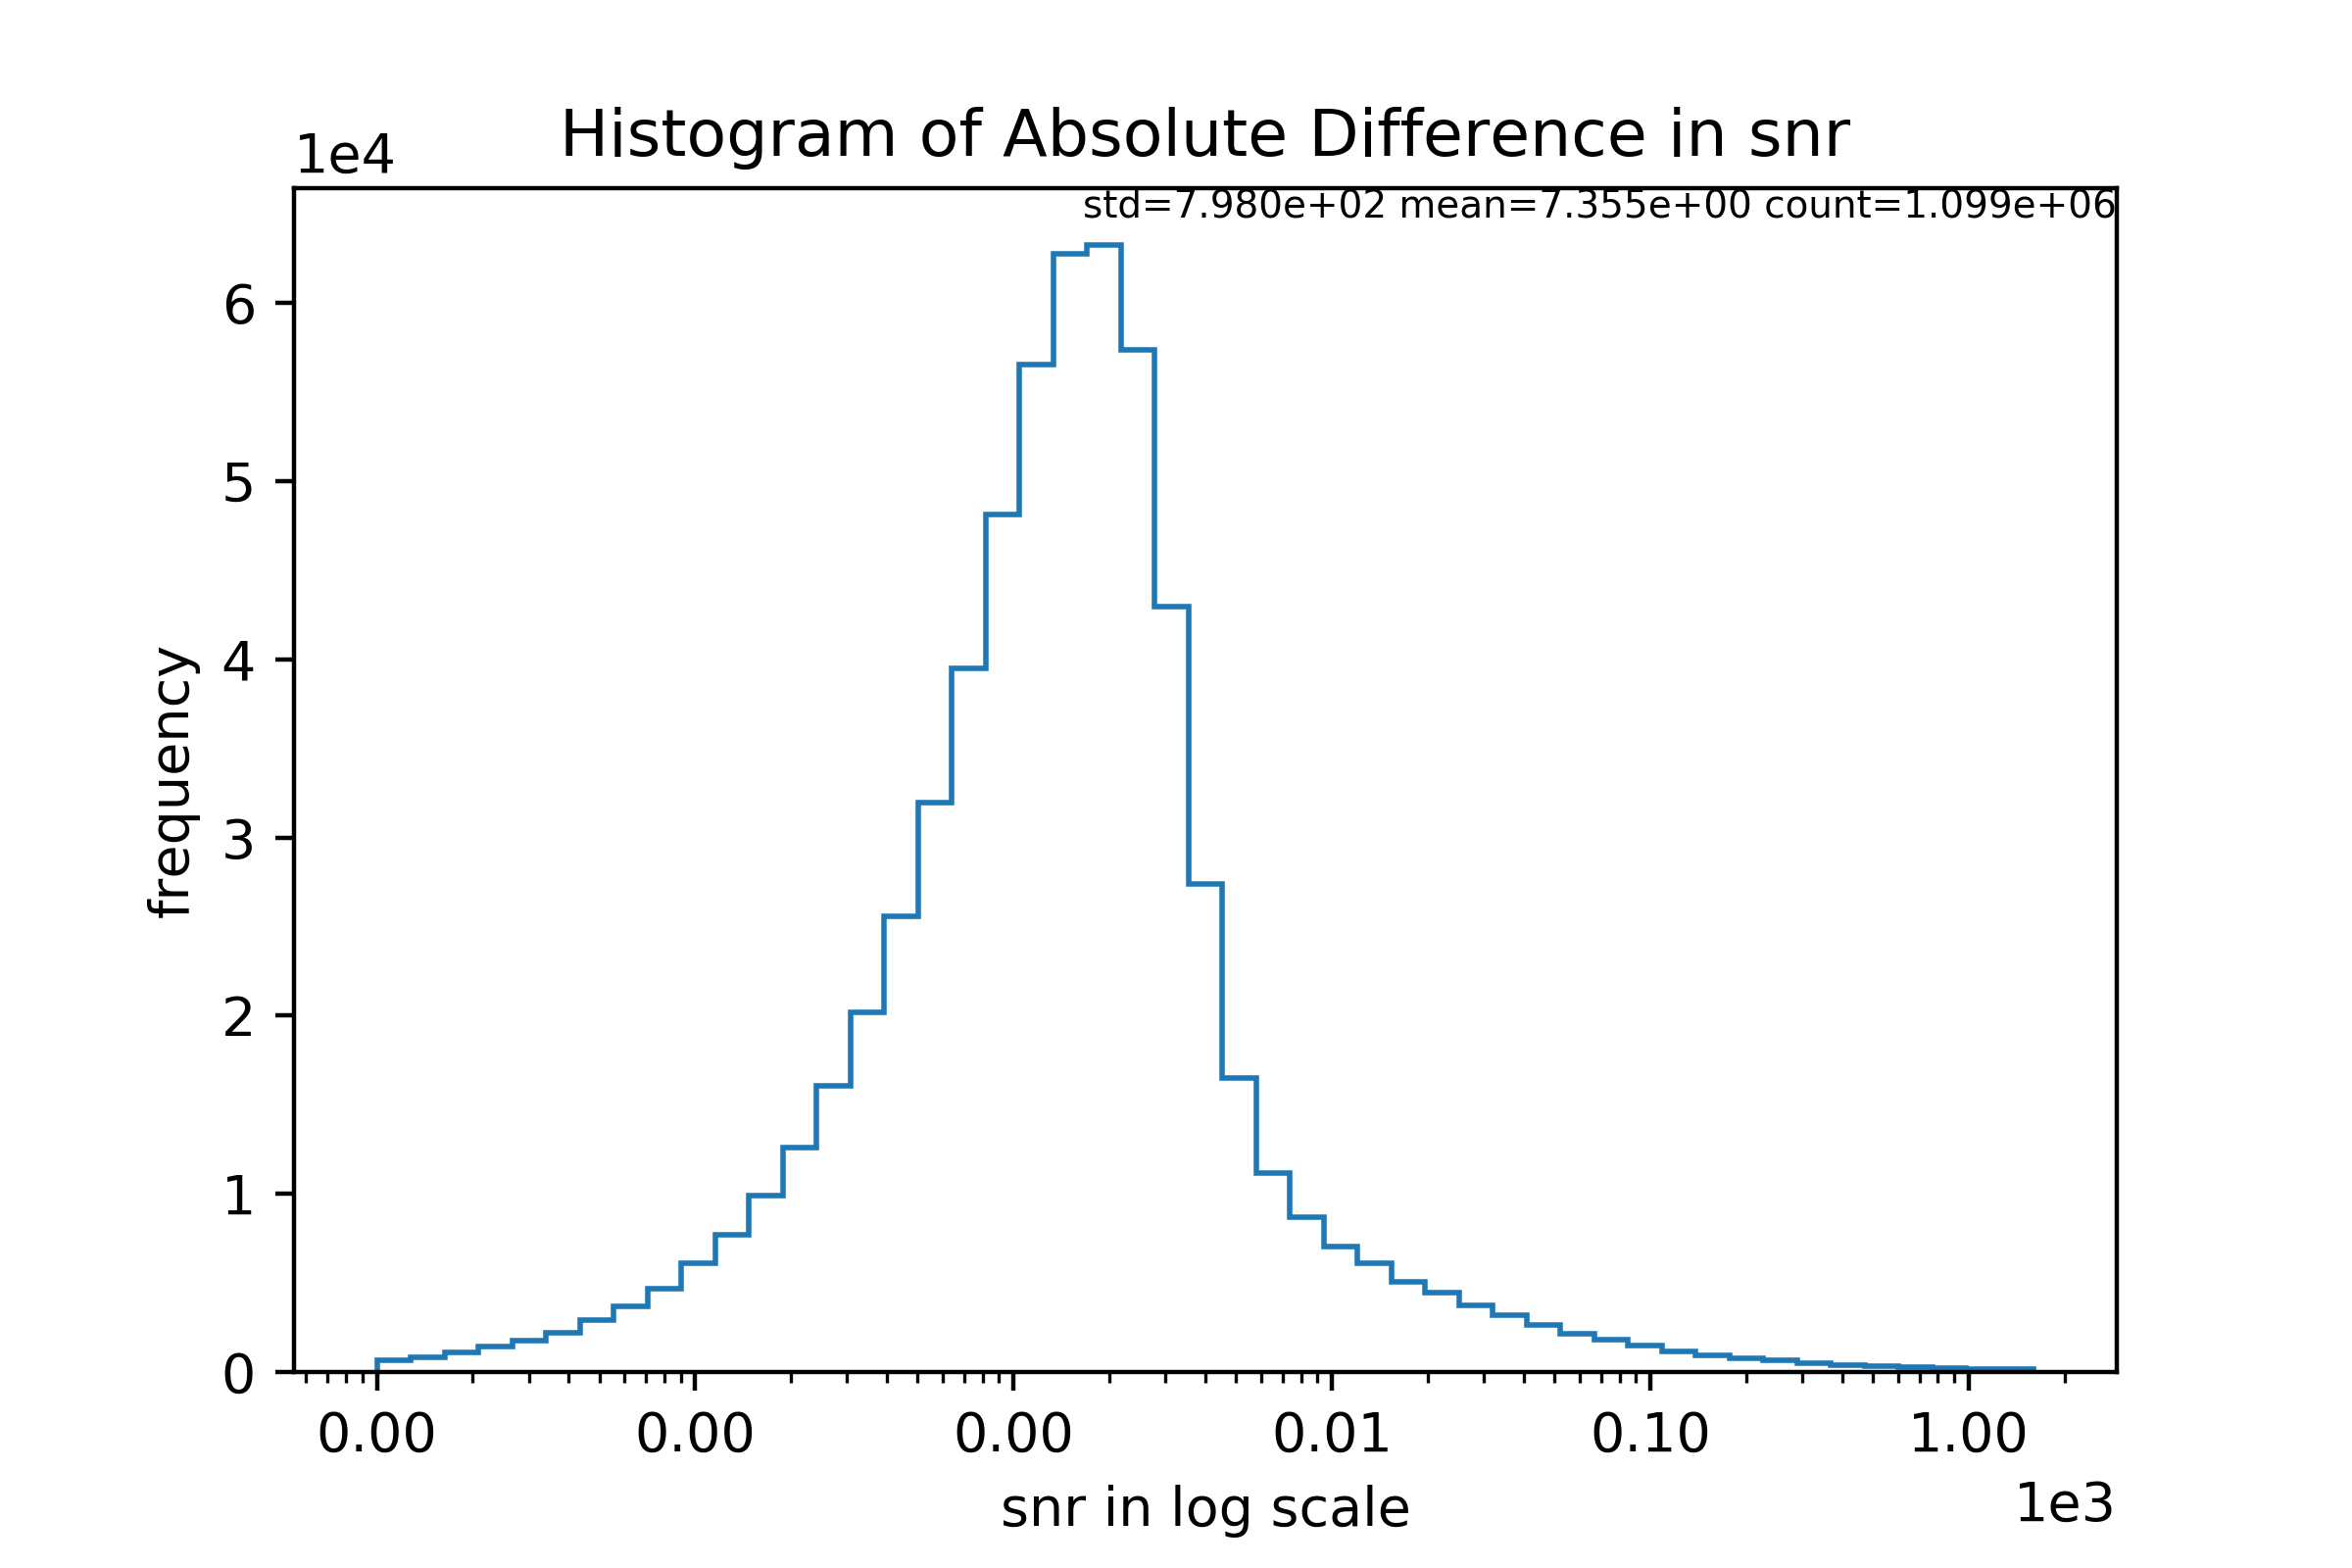 Histogram of Absolute Difference in snr
1e4
std=7.980e+02 mean=7.355e+00 count=1.099e+06
6
5
4
3
2
1
0
frequency
0.00 0.00 0.00 0.01 0.10 1.00
snr in log scale
1e3